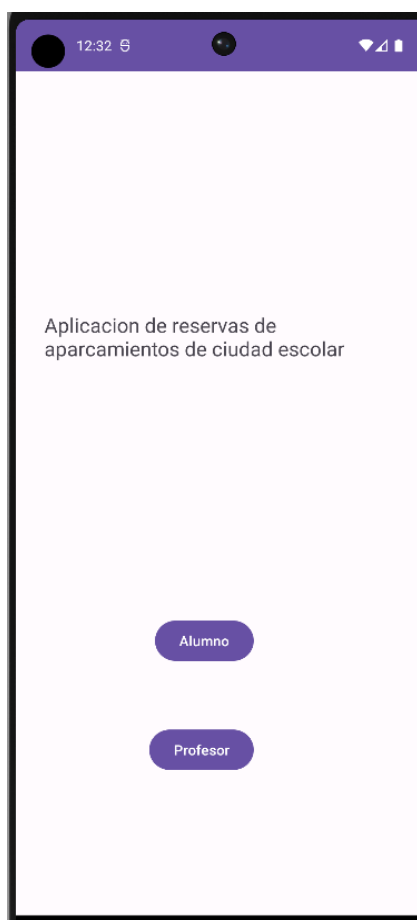 12:32
Aplicacion de reservas de
aparcamientos de ciudad escolar
Alumno
Profesor